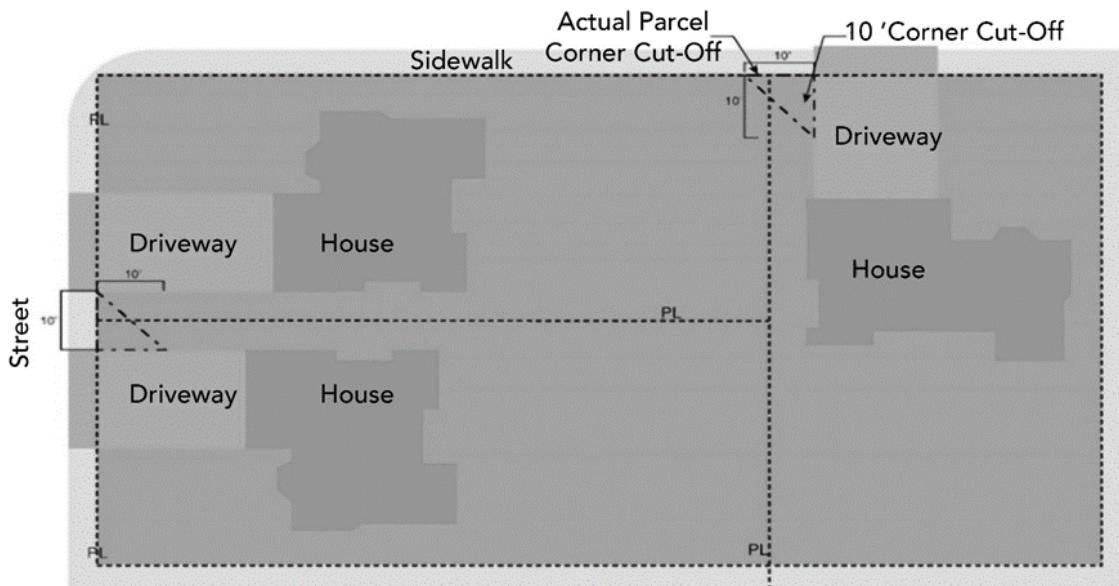 Actual Parcel
Corner Cut-Off
10 ‘Corner Cut-Off
Sidewalk
10'
10'
PL
Driveway
Driveway
House
House
10'
10'
Street
PL
Driveway
House
PL
PL